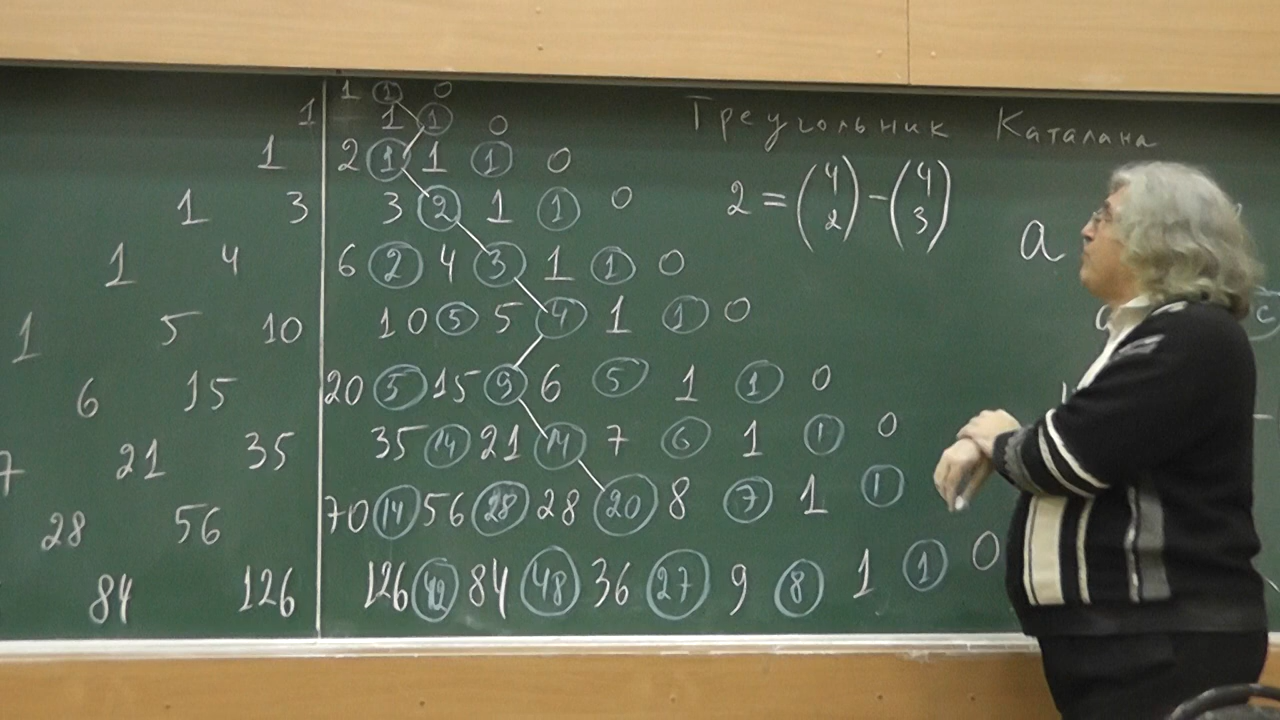 1 1 0
1 1 1 0
Треугольник Каталана
1 2 1 1 1 0
2 = (4 2) - (4 3)
1 3 3 2 1 1 0
a
1 4 6 2 4 3 1 1 0
1 5 10 10 5 5 4 1 1 0
6 15 20 5 15 9 6 5 1 1 0
7 21 35 35 14 21 14 7 6 1 1 0
28 56 70 14 56 28 28 20 8 7 1 1
84 126 126 42 84 48 36 27 9 8 1 1 0